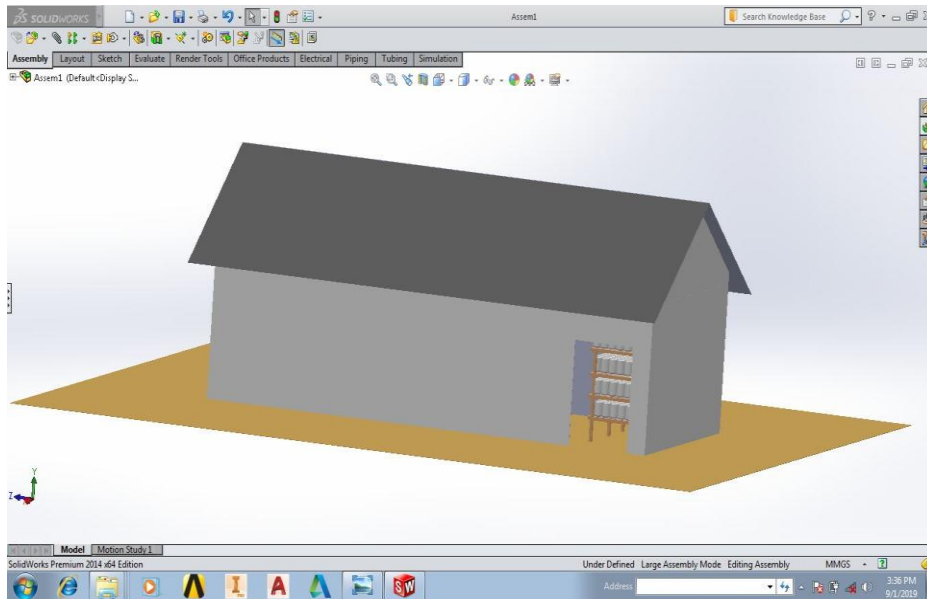 SOLIDWORKS
Assem1
Search Knowledge Base
Assembly Layout Sketch Evaluate Render Tools Office Products Electrical Piping Tubing Simulation
Assem1 (Default<Display S...
Y
Z
Model Motion Study 1
SolidWorks Premium 2014 x64 Edition Under Defined Large Assembly Mode Editing Assembly MMGS
Address
3:36 PM
9/1/2019